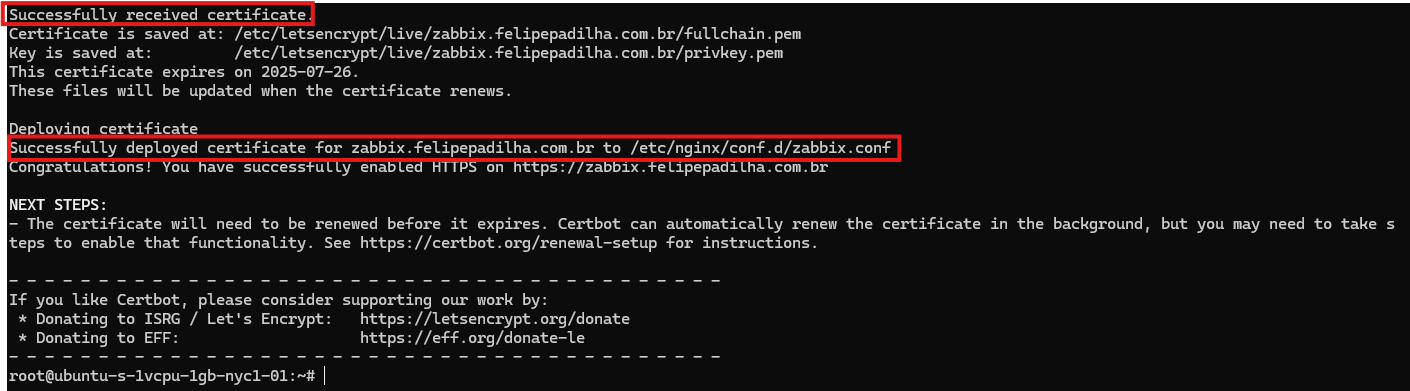 Successfully received certificate.
Certificate is saved at: /etc/letsencrypt/live/zabbix.felipepadilha.com.br/fullchain.pem
Key is saved at:         /etc/letsencrypt/live/zabbix.felipepadilha.com.br/privkey.pem
This certificate expires on 2025-07-26.
These files will be updated when the certificate renews.

Deploying certificate
Successfully deployed certificate for zabbix.felipepadilha.com.br to /etc/nginx/conf.d/zabbix.conf
Congratulations! You have successfully enabled HTTPS on https://zabbix.felipepadilha.com.br

NEXT STEPS:
- The certificate will need to be renewed before it expires. Certbot can automatically renew the certificate in the background, but you may need to take s
teps to enable that functionality. See https://certbot.org/renewal-setup for instructions.

- - - - - - - - - - - - - - - - - - - - - - - - - - - - - - - - - - - - - - - -
If you like Certbot, please consider supporting our work by:
 * Donating to ISRG / Let's Encrypt:   https://letsencrypt.org/donate
 * Donating to EFF:                    https://eff.org/donate-le
- - - - - - - - - - - - - - - - - - - - - - - - - - - - - - - - - - - - - - - -
root@ubuntu-s-1vcpu-1gb-nyc1-01:~#